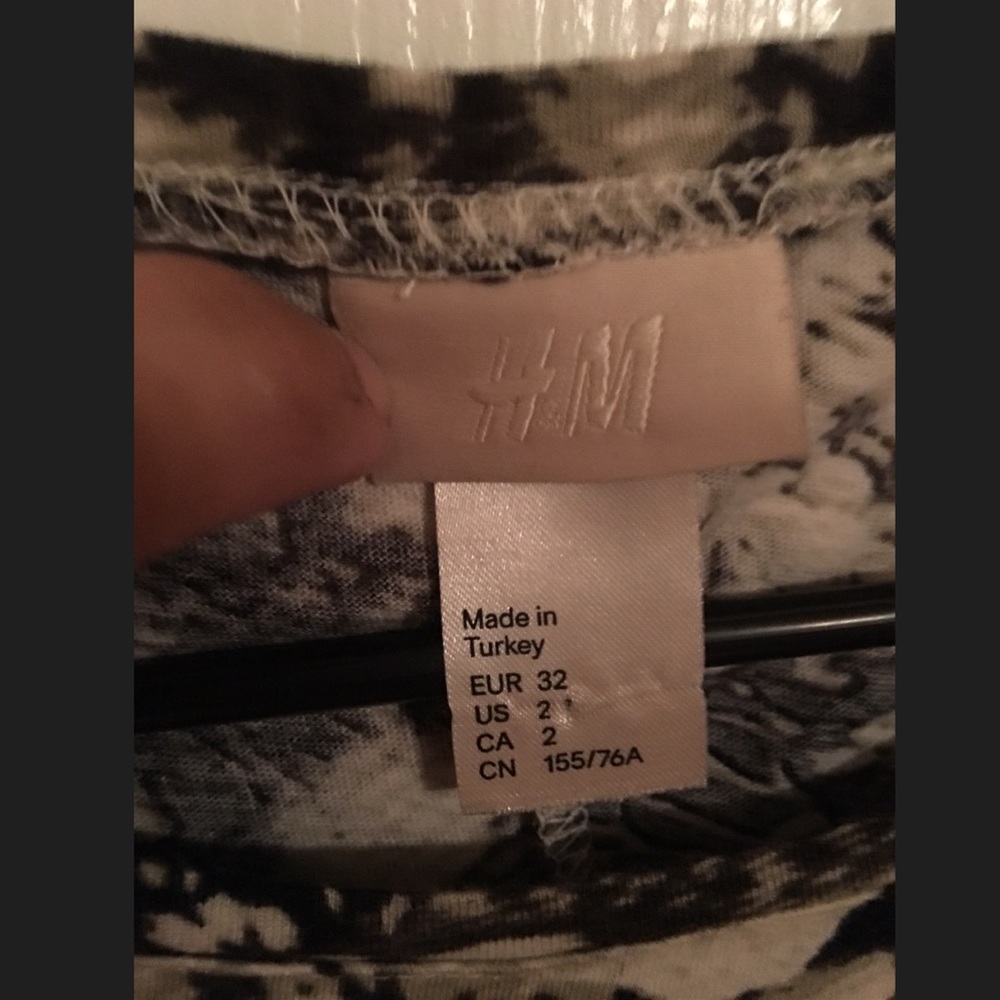 H&M
Made in
Turkey
EUR 32
US 2
CA 2
CN 155/76A